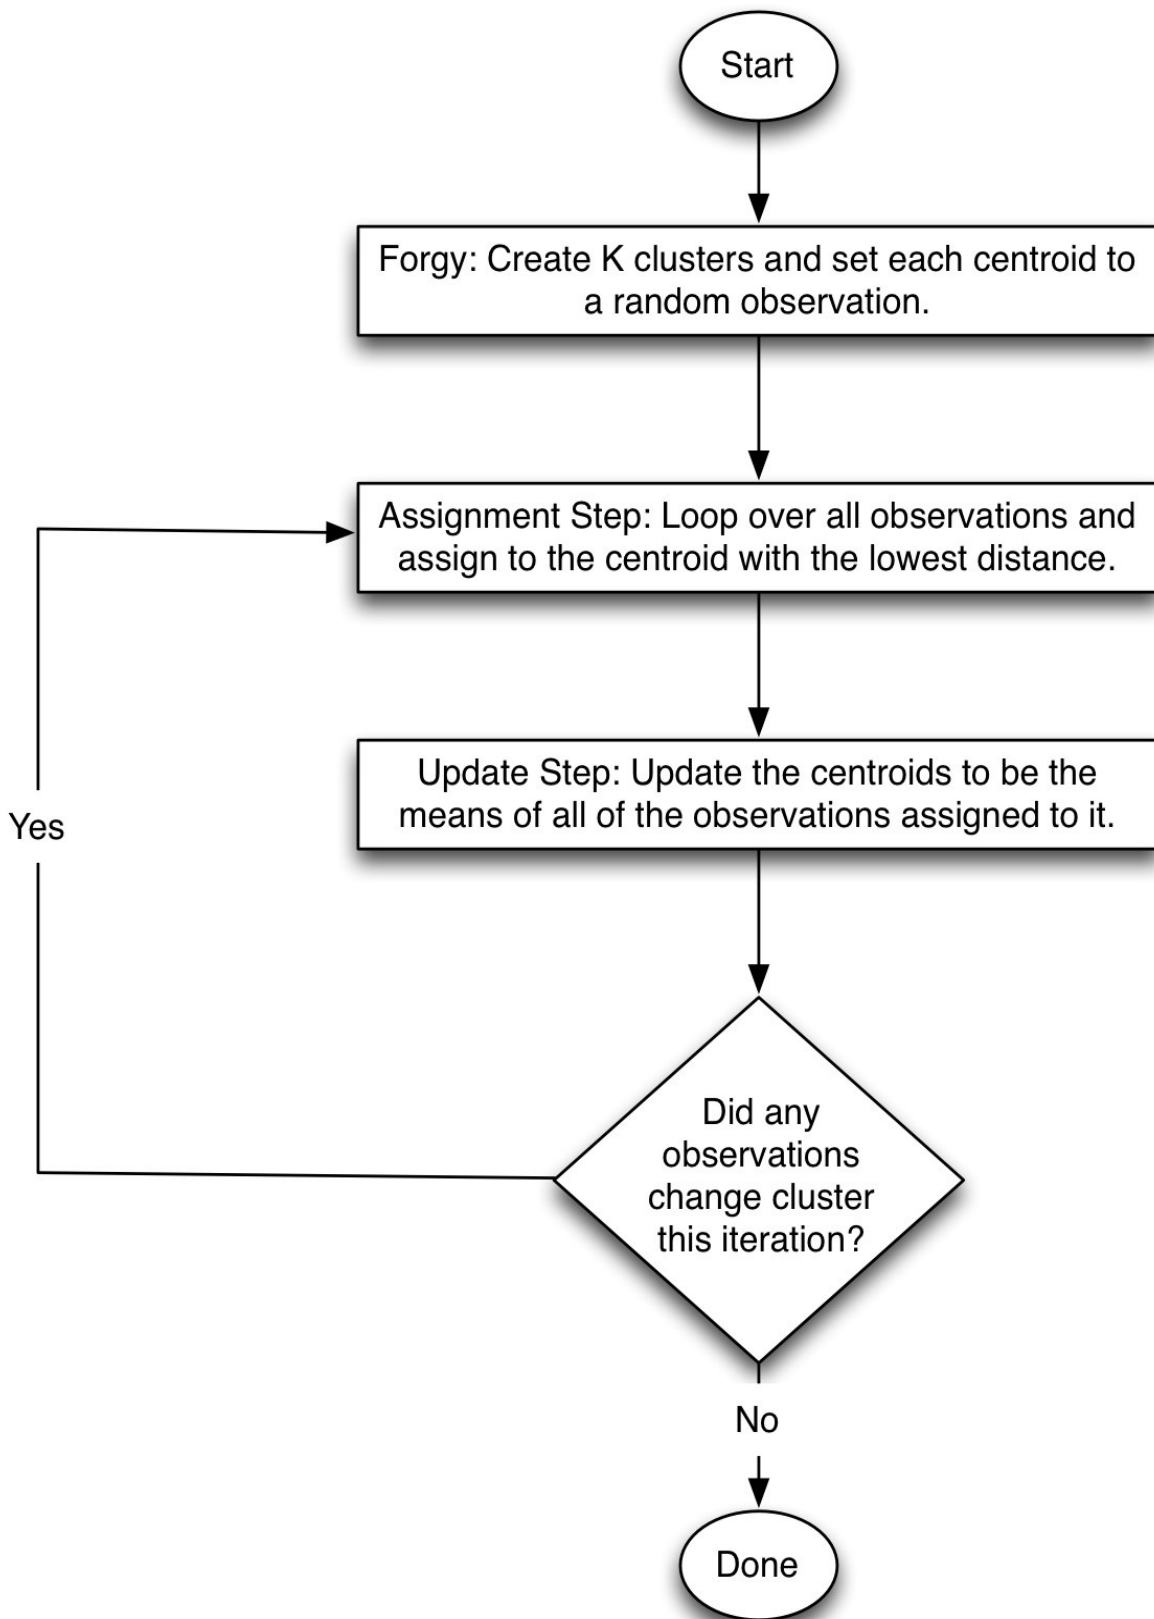 Start
Forgy: Create K clusters and set each centroid to
a random observation.
Assignment Step: Loop over all observations and
assign to the centroid with the lowest distance.
Update Step: Update the centroids to be the
means of all of the observations assigned to it.
Yes
Did any
observations
change cluster
this iteration?
No
Done